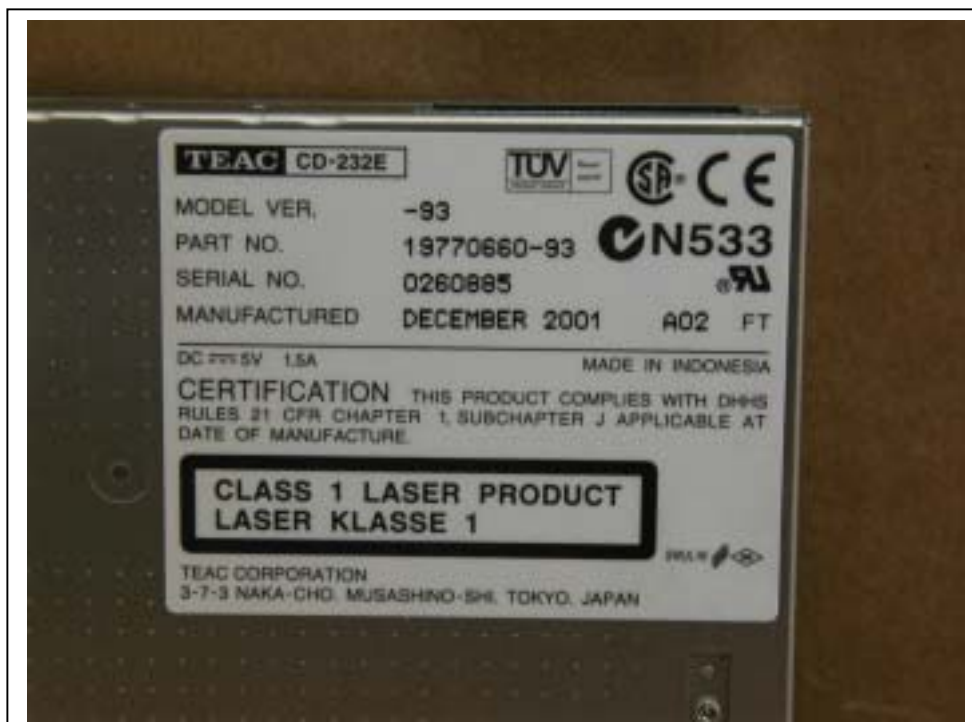 TEAC CD-232E
TÜV
CE
MODEL VER. -93
PART NO. 19770660-93
N533
SERIAL NO. 0260885
MANUFACTURED DECEMBER 2001 A02 FT
DC 5V 1.5A MADE IN INDONESIA
CERTIFICATION THIS PRODUCT COMPLIES WITH DHHS
RULES 21 CFR CHAPTER 1, SUBCHAPTER J APPLICABLE AT
DATE OF MANUFACTURE.
CLASS 1 LASER PRODUCT
LASER KLASSE 1
TEAC CORPORATION
3-7-3 NAKA-CHO, MUSASHINO-SHI, TOKYO, JAPAN